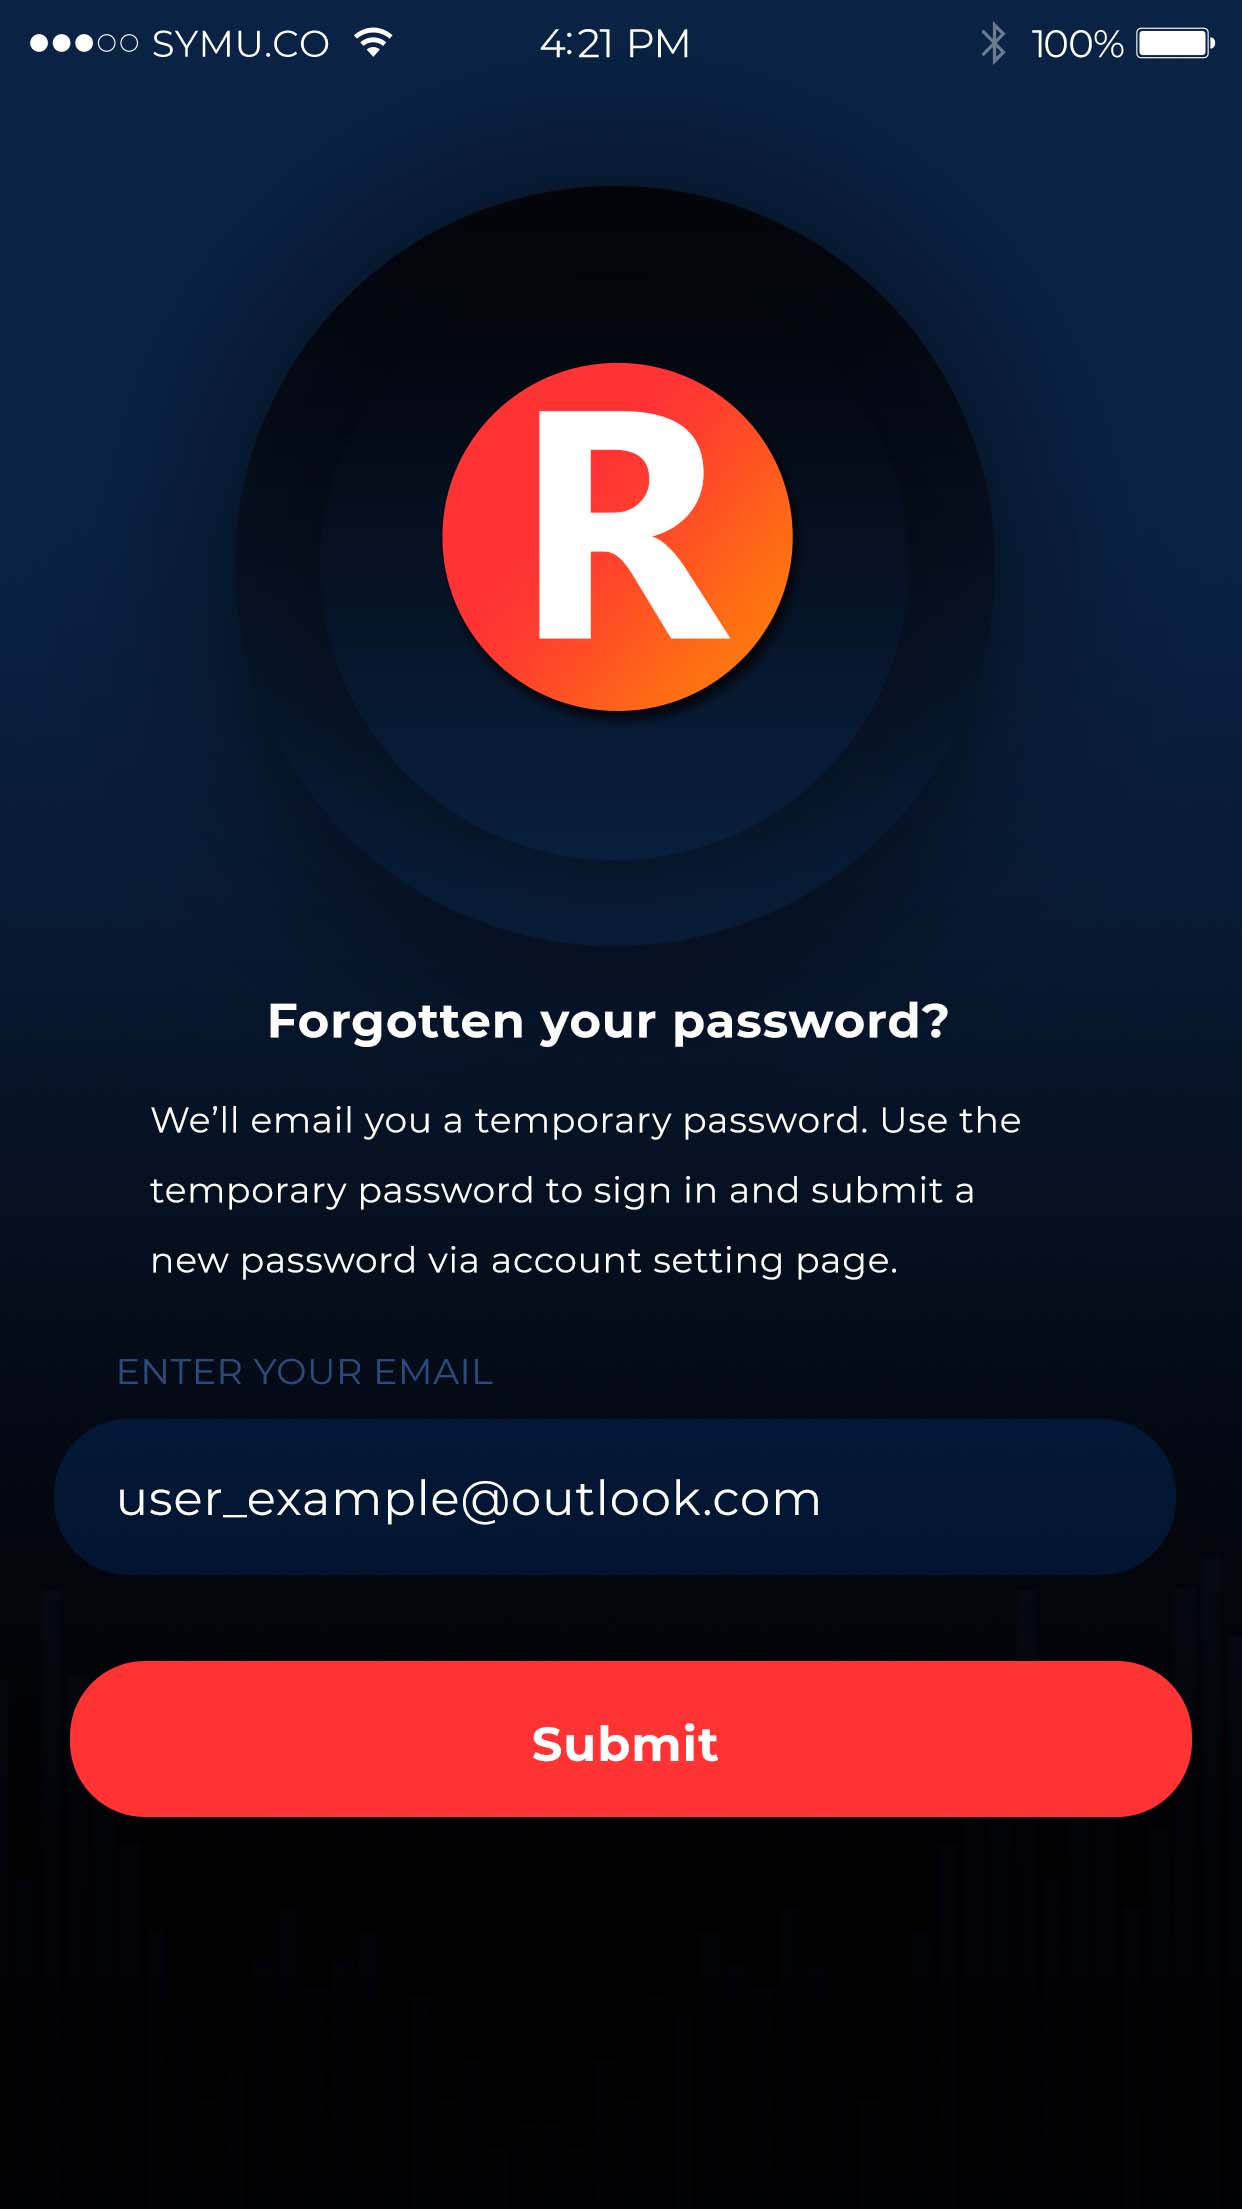 SYMU.CO 4:21 PM 100%
R
Forgotten your password?
We’ll email you a temporary password. Use the
temporary password to sign in and submit a
new password via account setting page.
ENTER YOUR EMAIL
user_example@outlook.com
Submit